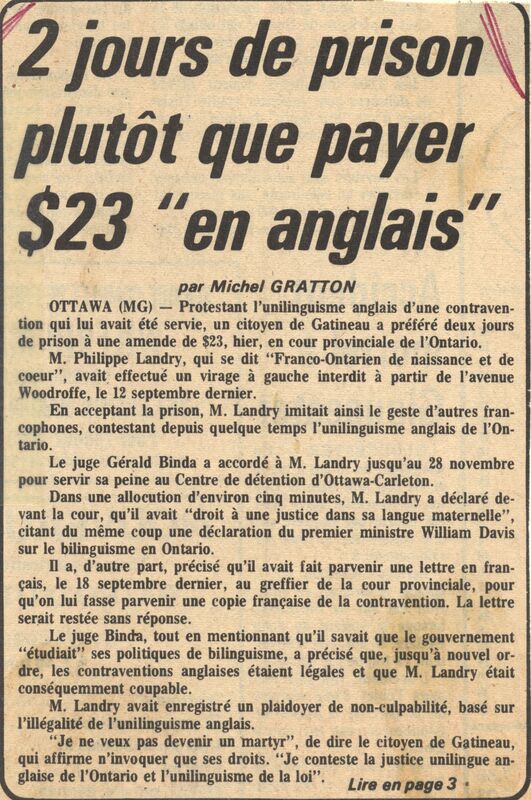 2 jours de prison
plutôt que payer
$23 "en anglais"
par Michel GRATTON
OTTAWA (MG) — Protestant l'unilinguisme anglais d'une contraven-
tion qui lui avait été servie, un citoyen de Gatineau a préféré deux jours
de prison à une amende de $23, hier, en cour provinciale de l'Ontario.
M. Philippe Landry, qui se dit "Franco-Ontarien de naissance et de
coeur", avait effectué un virage à gauche interdit à partir de l'avenue
Woodroffe, le 12 septembre dernier.
En acceptant la prison, M. Landry imitait ainsi le geste d'autres fran-
cophones, contestant depuis quelque temps l'unilinguisme anglais de l'On-
tario.
Le juge Gérald Binda a accordé à M. Landry jusqu'au 28 novembre
pour servir sa peine au Centre de détention d'Ottawa-Carleton.
Dans une allocution d'environ cinq minutes, M. Landry a déclaré de-
vant la cour, qu'il avait "droit à une justice dans sa langue maternelle",
citant du même coup une déclaration du premier ministre William Davis
sur le bilinguisme en Ontario.
Il a, d'autre part, précisé qu'il avait fait parvenir une lettre en fran-
çais, le 18 septembre dernier, au greffier de la cour provinciale, pour
qu'on lui fasse parvenir une copie française de la contravention. La lettre
serait restée sans réponse.
Le juge Binda, tout en mentionnant qu'il savait que le gouvernement
"étudiait" ses politiques de bilinguisme, a précisé que, jusqu'à nouvel or-
dre, les contraventions anglaises étaient légales et que M. Landry était
conséquemment coupable.
M. Landry avait enregistré un plaidoyer de non-culpabilité, basé sur
l'illégalité de l'unilinguisme anglais.
"Je ne veux pas devenir un martyr", de dire le citoyen de Gatineau,
qui affirme n'invoquer que ses droits. "Je conteste la justice unilingue an-
glaise de l'Ontario et l'unilinguisme de la loi".
Lire en page 3